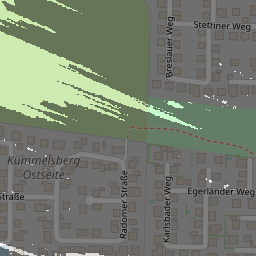 Stettiner Weg
Breslauer Weg
Kümmelsberg
Ostseite
Egerländer Weg
Straße
Radomer Straße
Karlsbader Weg